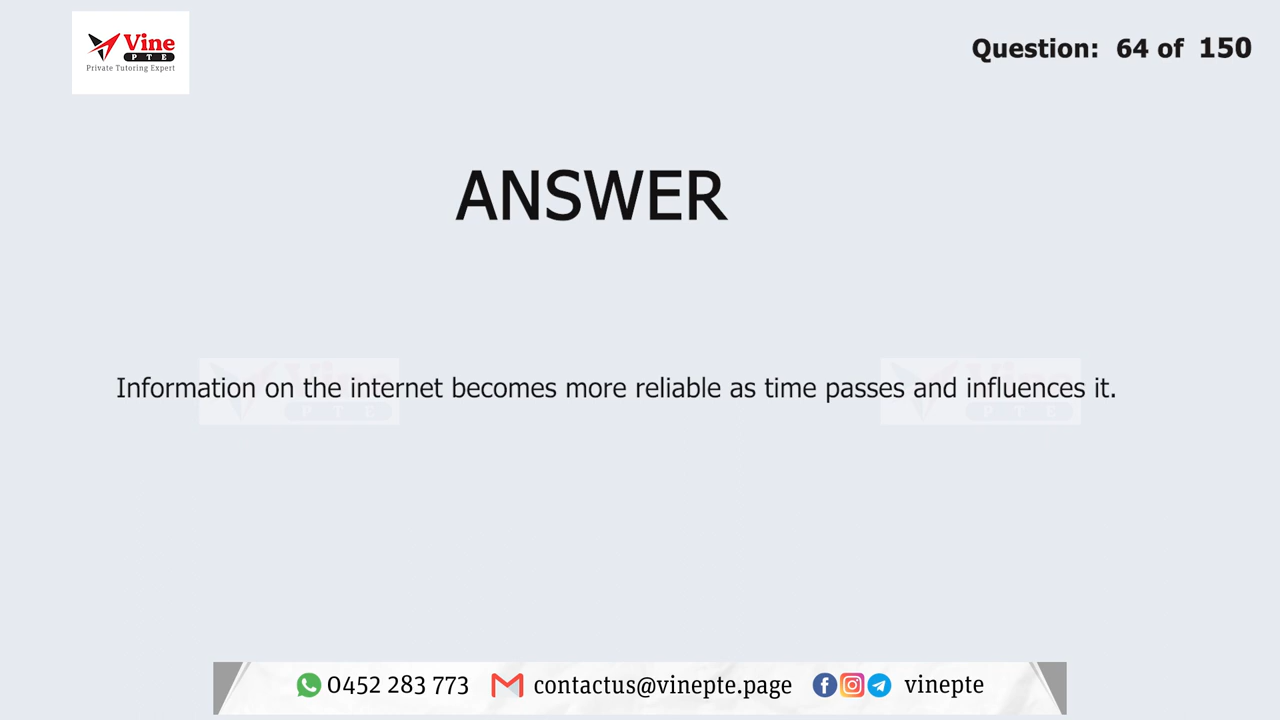 Vine
PTE
Private Tutoring Expert
Question: 64 of 150
ANSWER
Information on the internet becomes more reliable as time passes and influences it.
0452 283 773 contactus@vinepte.page vinepte